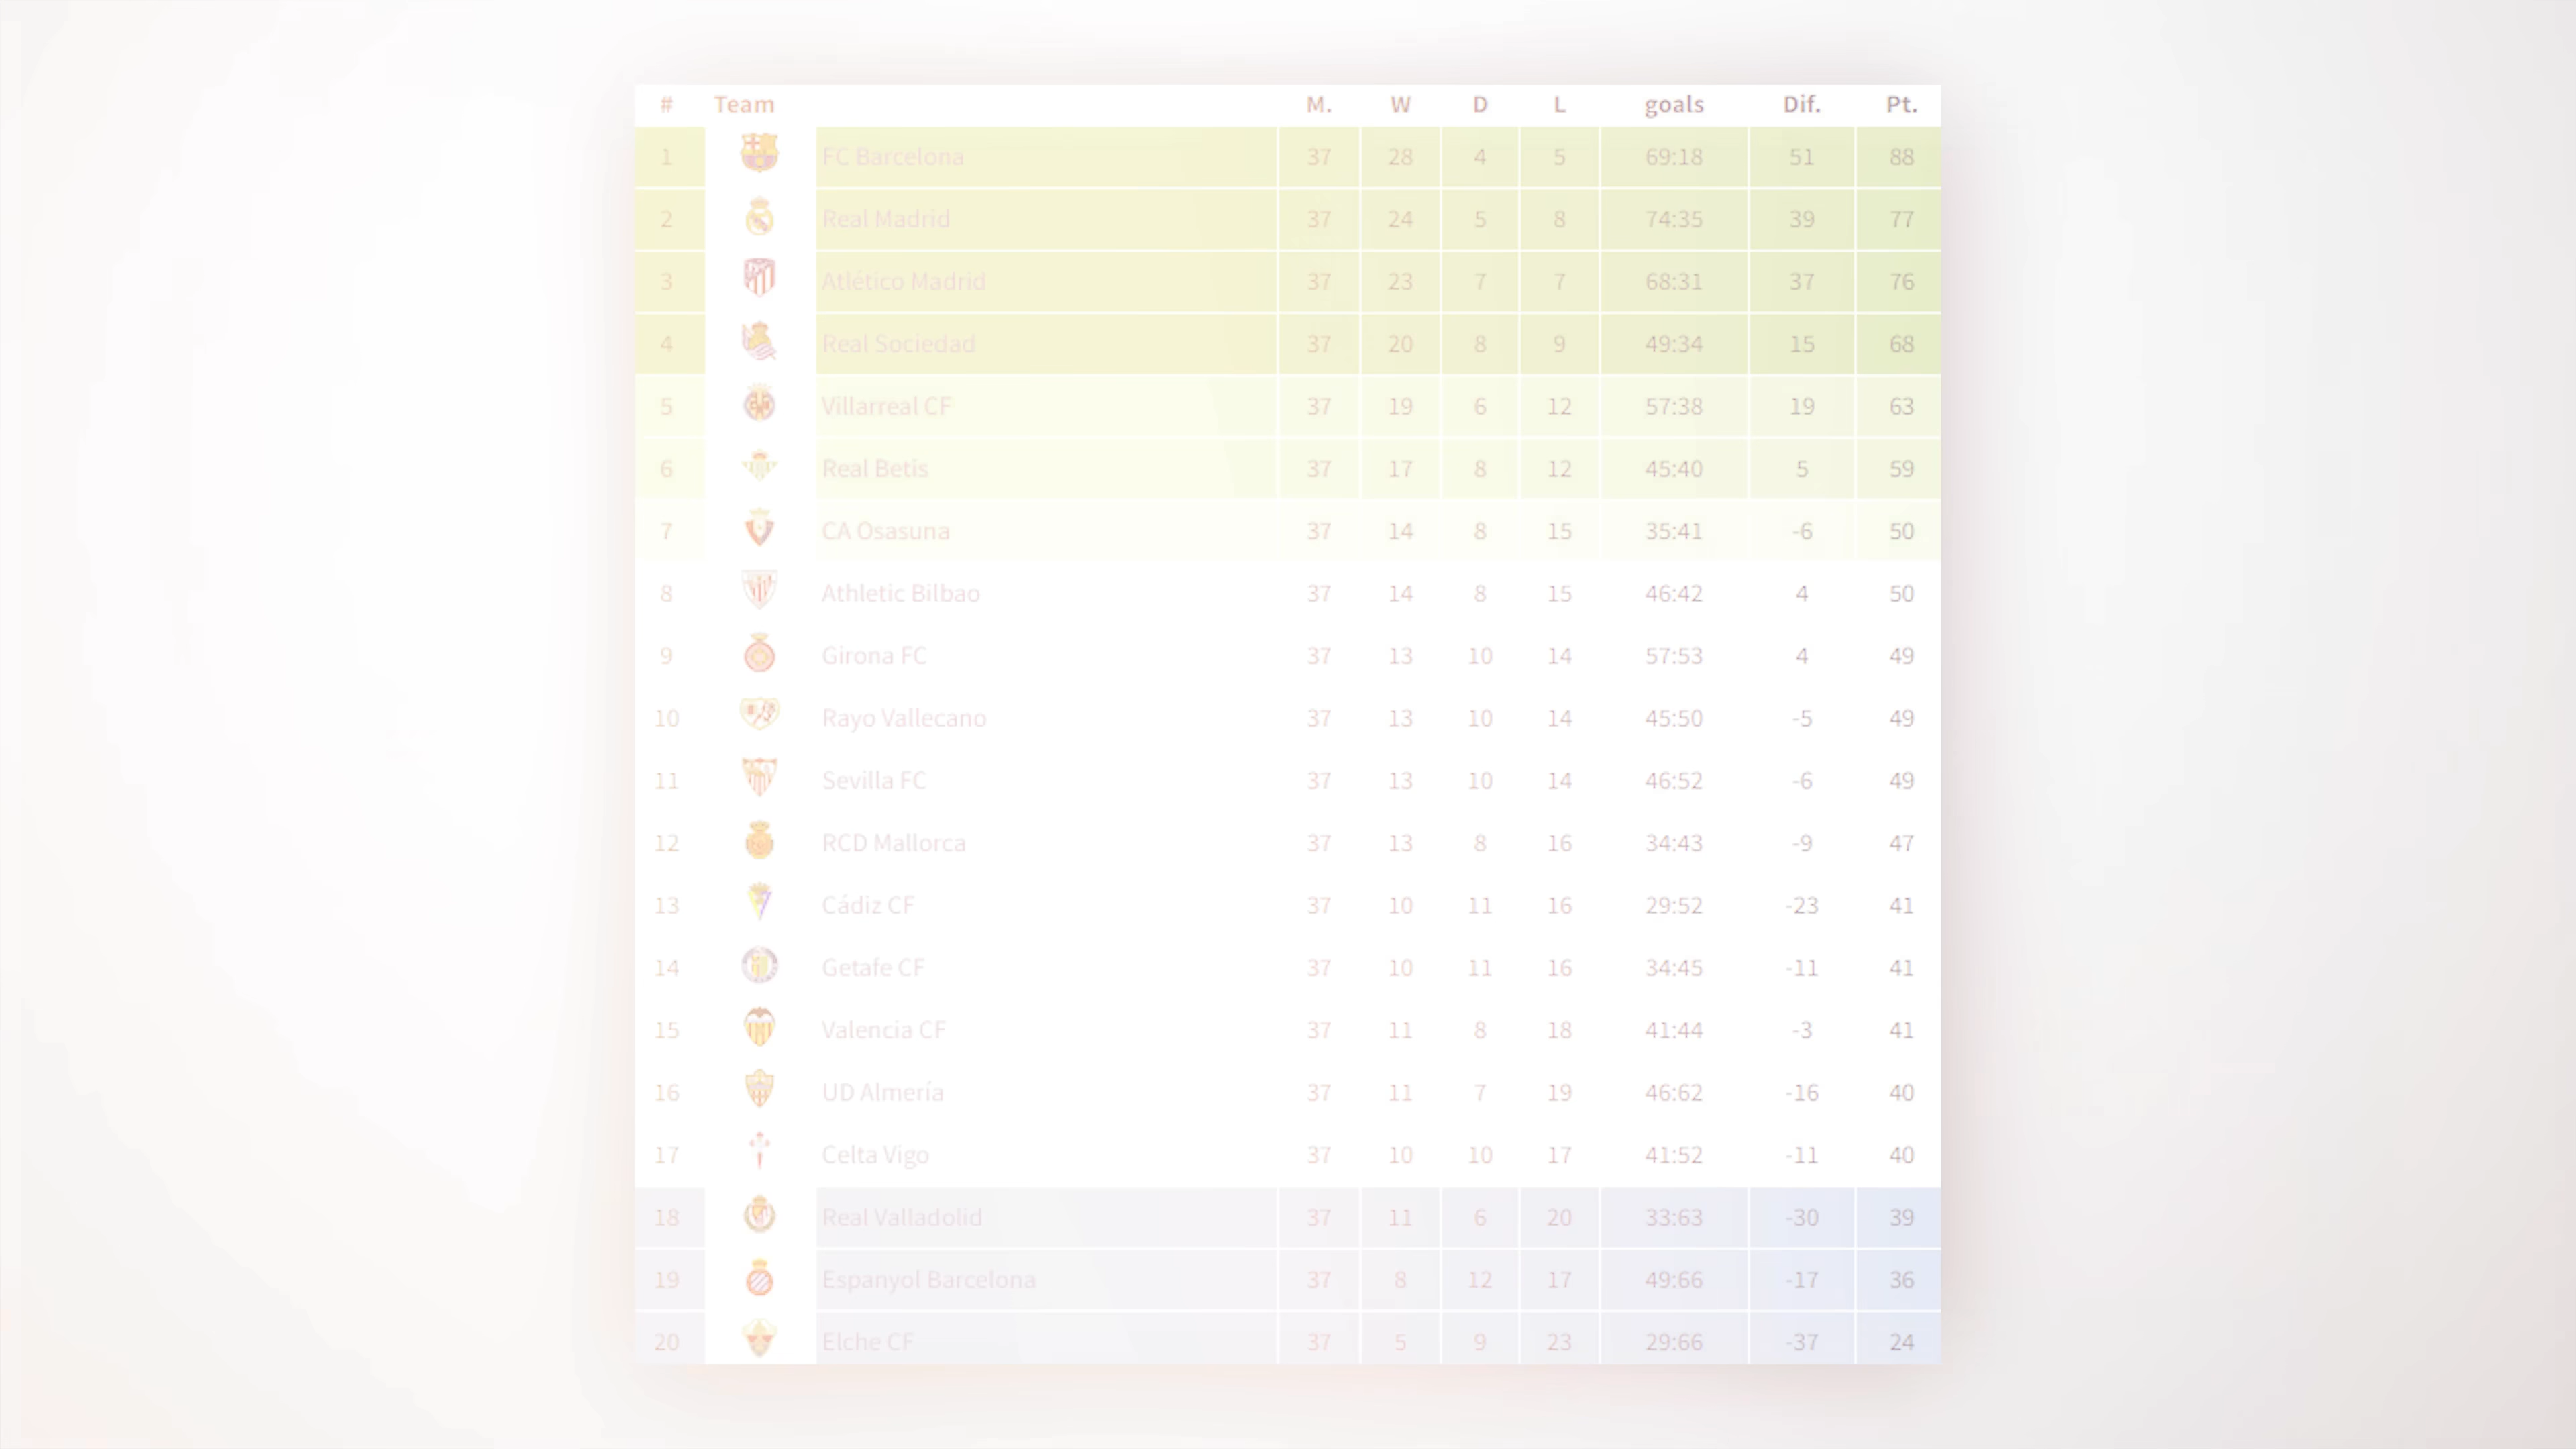 # Team M. W D L goals Dif. Pt.
1 FC Barcelona 37 28 4 5 69:18 51 88
2 Real Madrid 37 24 5 8 74:35 39 77
3 Atlético Madrid 37 23 7 7 68:31 37 76
4 Real Sociedad 37 20 8 9 49:34 15 68
5 Villarreal CF 37 19 6 12 57:38 19 63
6 Real Betis 37 17 8 12 45:40 5 59
7 CA Osasuna 37 14 8 15 35:41 -6 50
8 Athletic Bilbao 37 14 8 15 46:42 4 50
9 Girona FC 37 13 10 14 57:53 4 49
10 Rayo Vallecano 37 13 10 14 45:50 -5 49
11 Sevilla FC 37 13 10 14 46:52 -6 49
12 RCD Mallorca 37 13 8 16 34:43 -9 47
13 Cádiz CF 37 10 11 16 29:52 -23 41
14 Getafe CF 37 10 11 16 34:45 -11 41
15 Valencia CF 37 11 8 18 41:44 -3 41
16 UD Almería 37 11 7 19 46:62 -16 40
17 Celta Vigo 37 10 10 17 41:52 -11 40
18 Real Valladolid 37 11 6 20 33:63 -30 39
19 Espanyol Barcelona 37 8 12 17 49:66 -17 36
20 Elche CF 37 5 9 23 29:66 -37 24